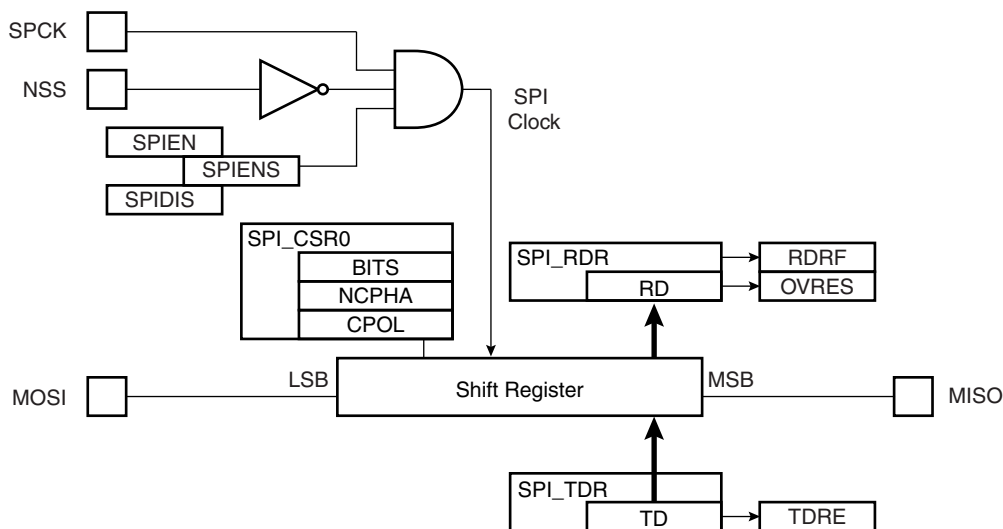 SPCK
NSS
SPI
Clock
SPIEN
SPIENS
SPIDIS
SPI_CSR0
BITS
NCPHA
CPOL
SPI_RDR
RD
RDRF
OVRES
MOSI
LSB
Shift Register
MSB
MISO
SPI_TDR
TD
TDRE